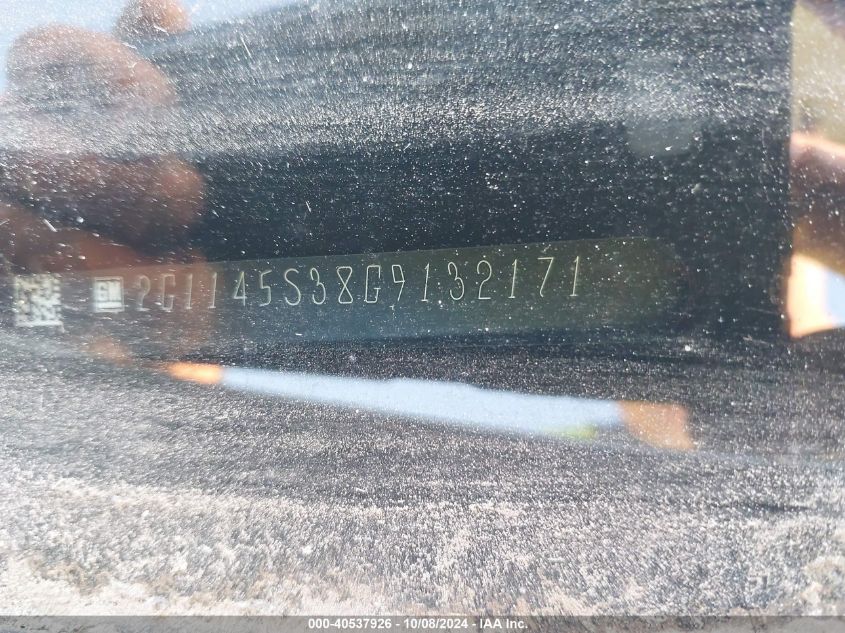 GM 2G1145S38G9132171
000-40537926 - 10/08/2024 - IAA Inc.